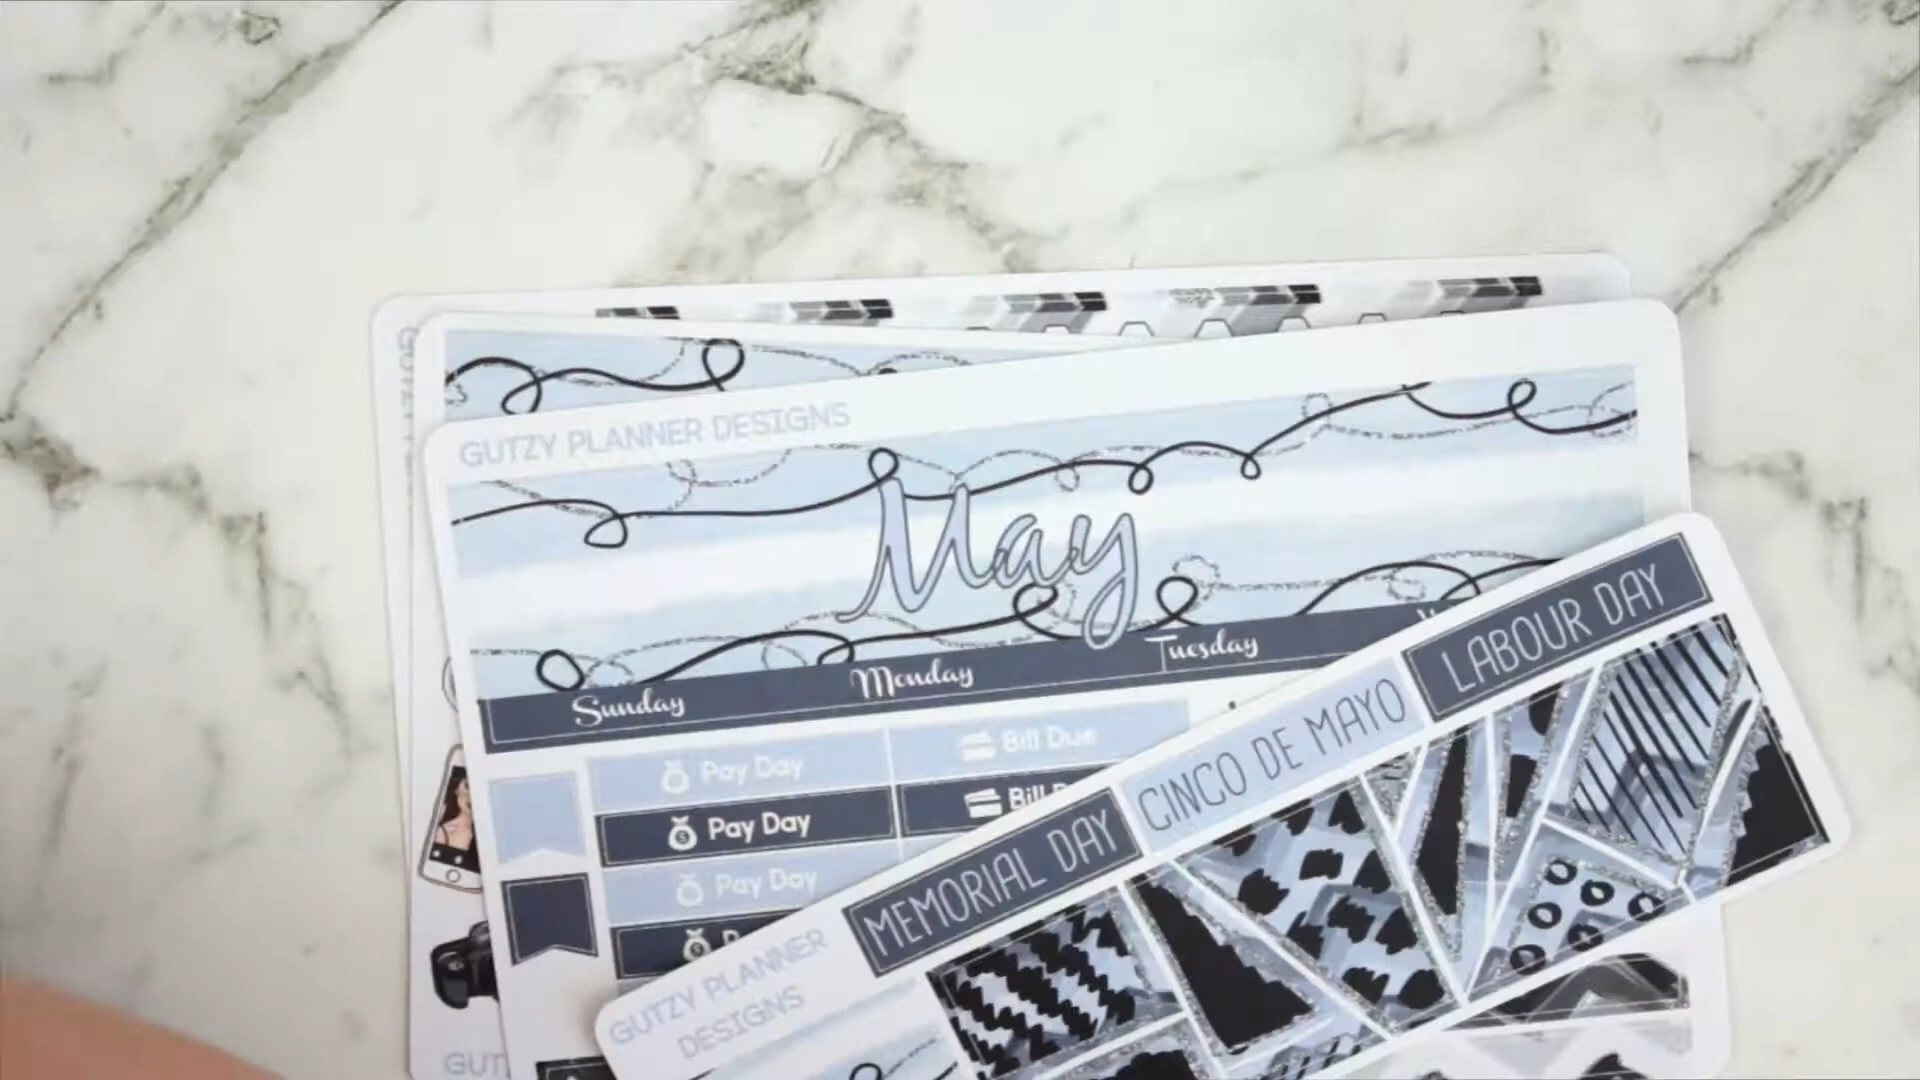 GUTZY PLANNER DESIGNS
May
Sunday Monday Tuesday
Pay Day Bill Due
Pay Day Bill
Pay Day
MEMORIAL DAY CINCO DE MAYO LABOUR DAY
GUTZY PLANNER
DESIGNS